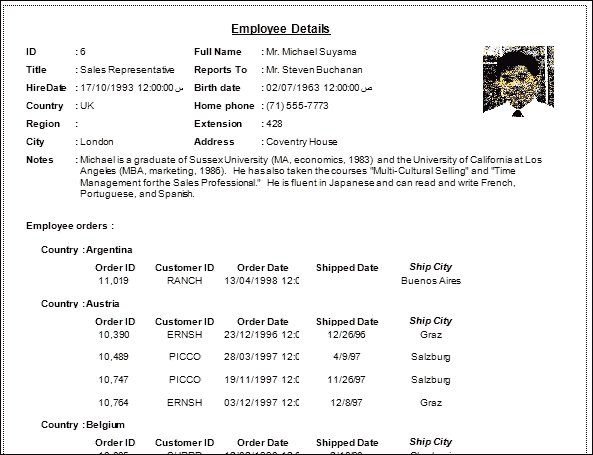 Employee Details
ID : 6 Full Name : Mr. Michael Suyama
Title : Sales Representative Reports To : Mr. Steven Buchanan
HireDate : 17/10/1993 12:00:00 ص Birth date : 02/07/1963 12:00:00 ص
Country : UK Home phone : (71) 555-7773
Region : Extension : 428
City : London Address : Coventry House
Notes : Michael is a graduate of Sussex University (MA, economics, 1983) and the University of California at Los
Angeles (MBA, marketing, 1986). He has also taken the courses "Multi-Cultural Selling" and "Time
Management for the Sales Professional." He is fluent in Japanese and can read and write French,
Portuguese, and Spanish.
Employee orders :
Country : Argentina
Order ID Customer ID Order Date Shipped Date Ship City
11,019 RANCH 13/04/1998 12:0 Buenos Aires
Country : Austria
Order ID Customer ID Order Date Shipped Date Ship City
10,390 ERNSH 23/12/1996 12:0 12/26/96 Graz
10,489 PICCO 28/03/1997 12:0 4/9/97 Salzburg
10,747 PICCO 19/11/1997 12:0 11/26/97 Salzburg
10,764 ERNSH 03/12/1997 12:0 12/8/97 Graz
Country : Belgium
Order ID Customer ID Order Date Shipped Date Ship City